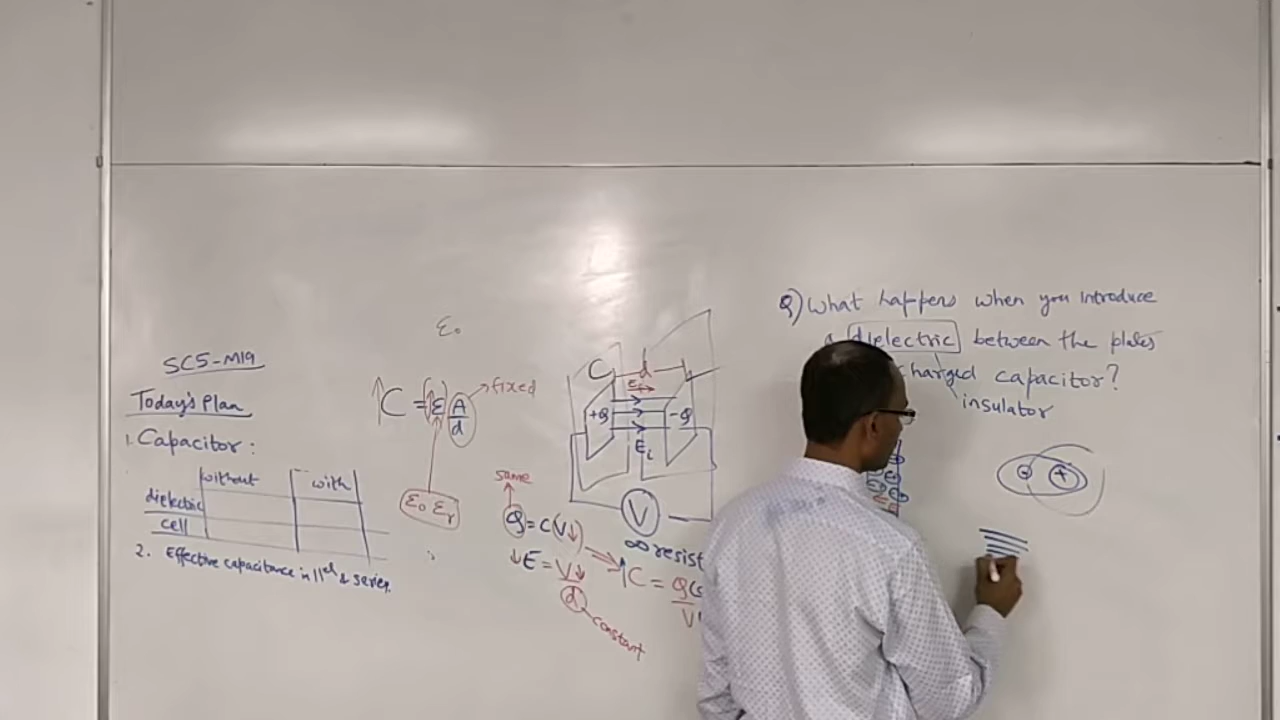 SC5-M19
Today's Plan
1. Capacitor:
without with
dielectric
cell
2. Effective capacitance in 11el & series.
ε₀
↑C = (↑ε) A/d → fixed
ε₀ εr
same
Q = C(V↓)
↓E = V↓/d
constant
↑C = Q
V
C d
+Q -Q
E
V
∞ resist
Q) What happens when you introduce
a dielectric between the plates
charged capacitor?
insulator
- +